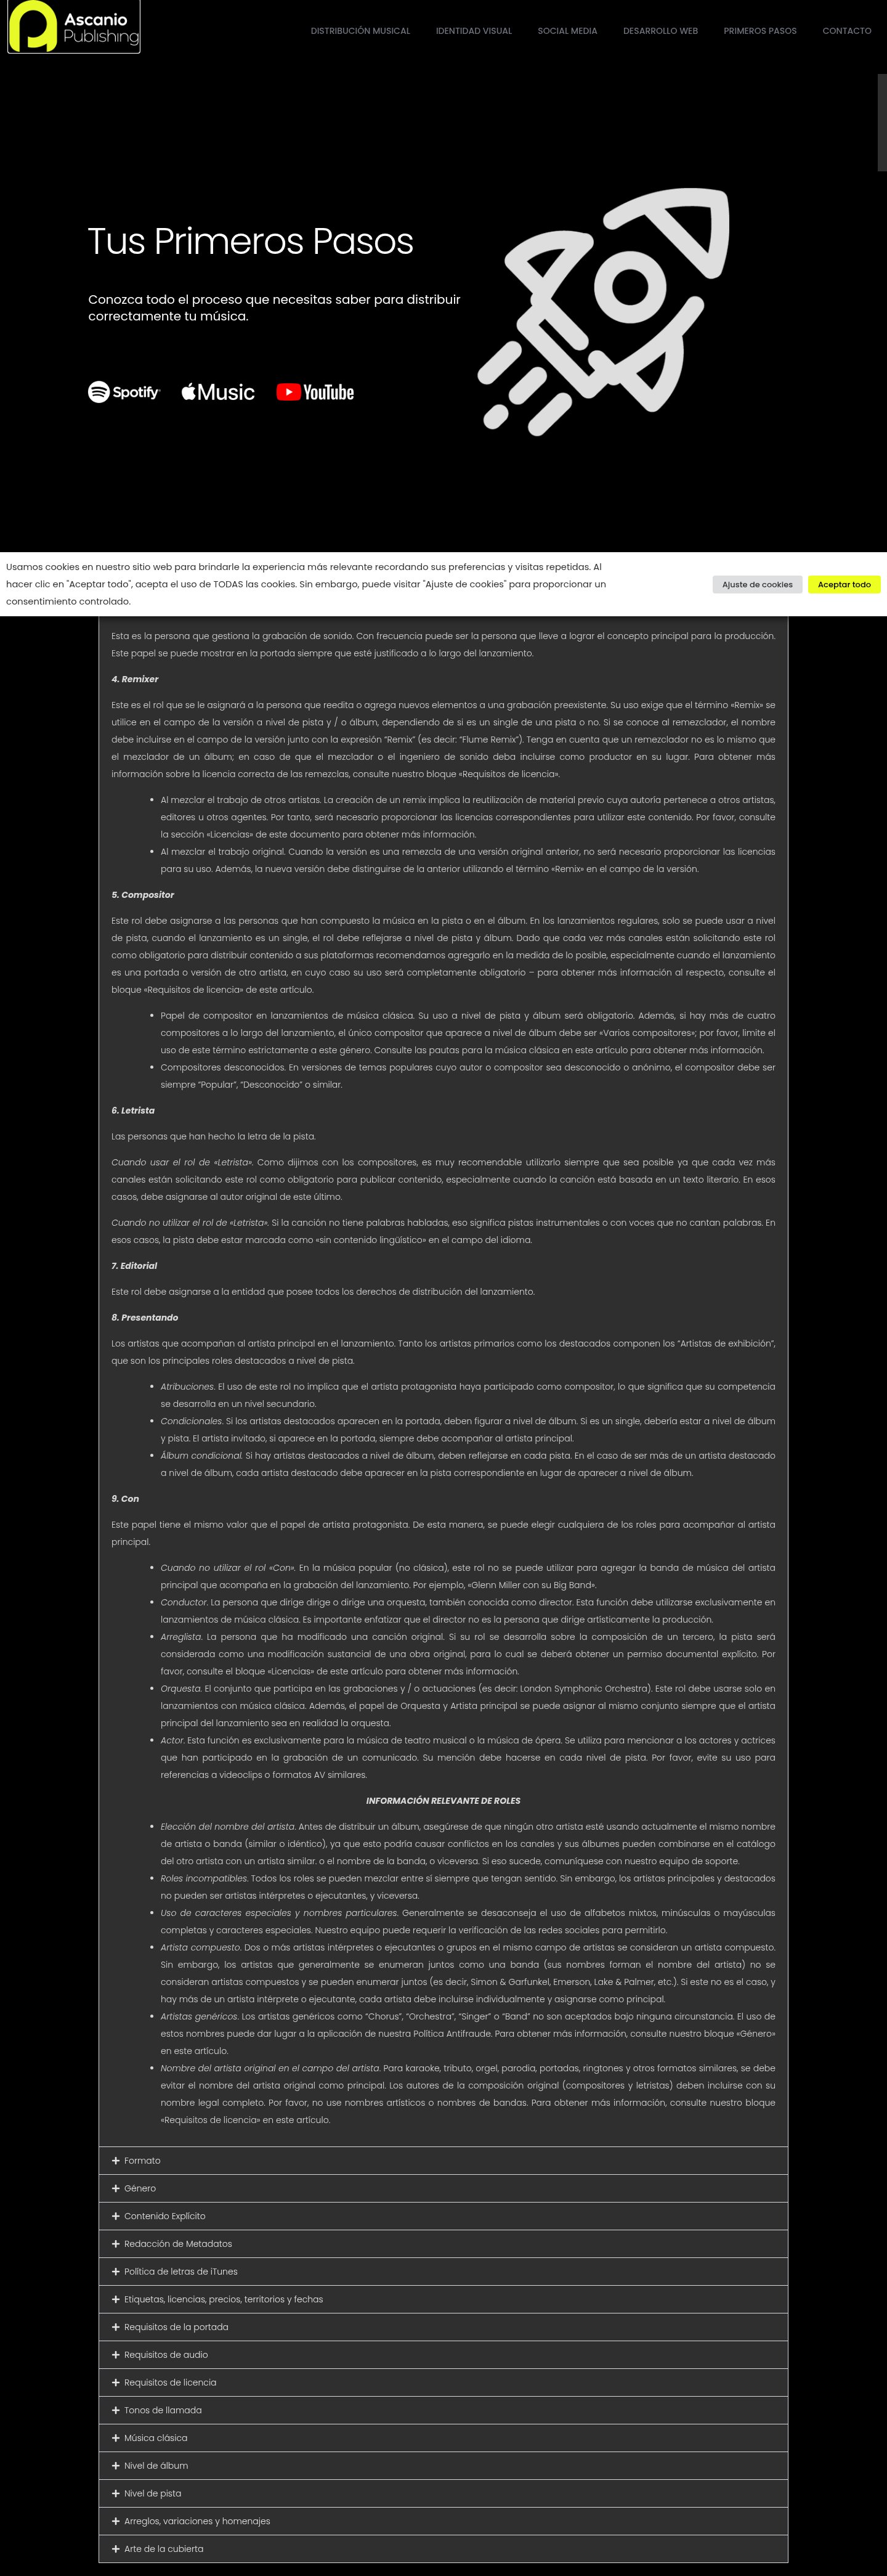 Ascanio
Publishing
DISTRIBUCIÓN MUSICAL
IDENTIDAD VISUAL
SOCIAL MEDIA
DESARROLLO WEB
PRIMEROS PASOS
CONTACTO
Tus Primeros Pasos
Conozca todo el proceso que necesitas saber para distribuir
correctamente tu música.
Spotify
Music
YouTube
Usamos cookies en nuestro sitio web para brindarle la experiencia más relevante recordando sus preferencias y visitas repetidas. Al
hacer clic en "Aceptar todo", acepta el uso de TODAS las cookies. Sin embargo, puede visitar "Ajuste de cookies" para proporcionar un
consentimiento controlado.
Ajuste de cookies
Aceptar todo
Esta es la persona que gestiona la grabación de sonido. Con frecuencia puede ser la persona que lleve a lograr el concepto principal para la producción.
Este papel se puede mostrar en la portada siempre que esté justificado a lo largo del lanzamiento.
4. Remixer
Este es el rol que se le asignará a la persona que reedita o agrega nuevos elementos a una grabación preexistente. Su uso exige que el término «Remix» se
utilice en el campo de la versión a nivel de pista y / o álbum, dependiendo de si es un single de una pista o no. Si se conoce al remezclador, el nombre
debe incluirse en el campo de la versión junto con la expresión “Remix” (es decir: “Flume Remix”). Tenga en cuenta que un remezclador no es lo mismo que
el mezclador de un álbum; en caso de que el mezclador o el ingeniero de sonido deba incluirse como productor en su lugar. Para obtener más
información sobre la licencia correcta de las remezclas, consulte nuestro bloque «Requisitos de licencia».
• Al mezclar el trabajo de otros artistas. La creación de un remix implica la reutilización de material previo cuya autoría pertenece a otros artistas,
editores u otros agentes. Por tanto, será necesario proporcionar las licencias correspondientes para utilizar este contenido. Por favor, consulte
la sección «Licencias» de este documento para obtener más información.
• Al mezclar el trabajo original. Cuando la versión es una remezcla de una versión original anterior, no será necesario proporcionar las licencias
para su uso. Además, la nueva versión debe distinguirse de la anterior utilizando el término «Remix» en el campo de la versión.
5. Compositor
Este rol debe asignarse a las personas que han compuesto la música en la pista o en el álbum. En los lanzamientos regulares, solo se puede usar a nivel
de pista, cuando el lanzamiento es un single, el rol debe reflejarse a nivel de pista y álbum. Dado que cada vez más canales están solicitando este rol
como obligatorio para distribuir contenido a sus plataformas recomendamos agregarlo en la medida de lo posible, especialmente cuando el lanzamiento
es una portada o versión de otro artista, en cuyo caso su uso será completamente obligatorio – para obtener más información al respecto, consulte el
bloque «Requisitos de licencia» de este artículo.
• Papel de compositor en lanzamientos de música clásica. Su uso a nivel de pista y álbum será obligatorio. Además, si hay más de cuatro
compositores a lo largo del lanzamiento, el único compositor que aparece a nivel de álbum debe ser «Varios compositores»; por favor, limite el
uso de este término estrictamente a este género. Consulte las pautas para la música clásica en este artículo para obtener más información.
• Compositores desconocidos. En versiones de temas populares cuyo autor o compositor sea desconocido o anónimo, el compositor debe ser
siempre “Popular”, “Desconocido” o similar.
6. Letrista
Las personas que han hecho la letra de la pista.
Cuando usar el rol de «Letrista». Como dijimos con los compositores, es muy recomendable utilizarlo siempre que sea posible ya que cada vez más
canales están solicitando este rol como obligatorio para publicar contenido, especialmente cuando la canción está basada en un texto literario. En esos
casos, debe asignarse al autor original de este último.
Cuando no utilizar el rol de «Letrista». Si la canción no tiene palabras habladas, eso significa pistas instrumentales o con voces que no cantan palabras. En
esos casos, la pista debe estar marcada como «sin contenido lingüístico» en el campo del idioma.
7. Editorial
Este rol debe asignarse a la entidad que posee todos los derechos de distribución del lanzamiento.
8. Presentando
Los artistas que acompañan al artista principal en el lanzamiento. Tanto los artistas primarios como los destacados componen los “Artistas de exhibición”,
que son los principales roles destacados a nivel de pista.
• Atribuciones. El uso de este rol no implica que el artista protagonista haya participado como compositor, lo que significa que su competencia
se desarrolla en un nivel secundario.
• Condicionales. Si los artistas destacados aparecen en la portada, deben figurar a nivel de álbum. Si es un single, debería estar a nivel de álbum
y pista. El artista invitado, si aparece en la portada, siempre debe acompañar al artista principal.
• Álbum condicional. Si hay artistas destacados a nivel de álbum, deben reflejarse en cada pista. En el caso de ser más de un artista destacado
a nivel de álbum, cada artista destacado debe aparecer en la pista correspondiente en lugar de aparecer a nivel de álbum.
9. Con
Este papel tiene el mismo valor que el papel de artista protagonista. De esta manera, se puede elegir cualquiera de los roles para acompañar al artista
principal.
• Cuando no utilizar el rol «Con». En la música popular (no clásica), este rol no se puede utilizar para agregar la banda de música del artista
principal que acompaña en la grabación del lanzamiento. Por ejemplo, «Glenn Miller con su Big Band».
• Conductor. La persona que dirige dirige o dirige una orquesta, también conocida como director. Esta función debe utilizarse exclusivamente en
lanzamientos de música clásica. Es importante enfatizar que el director no es la persona que dirige artísticamente la producción.
• Arreglista. La persona que ha modificado una canción original. Si su rol se desarrolla sobre la composición de un tercero, la pista será
considerada como una modificación sustancial de una obra original, para lo cual se deberá obtener un permiso documental explícito. Por
favor, consulte el bloque «Licencias» de este artículo para obtener más información.
• Orquesta. El conjunto que participa en las grabaciones y / o actuaciones (es decir: London Symphonic Orchestra). Este rol debe usarse solo en
lanzamientos con música clásica. Además, el papel de Orquesta y Artista principal se puede asignar al mismo conjunto siempre que el artista
principal del lanzamiento sea en realidad la orquesta.
• Actor. Esta función es exclusivamente para la música de teatro musical o la música de ópera. Se utiliza para mencionar a los actores y actrices
que han participado en la grabación de un comunicado. Su mención debe hacerse en cada nivel de pista. Por favor, evite su uso para
referencias a videoclips o formatos AV similares.
INFORMACIÓN RELEVANTE DE ROLES
• Elección del nombre del artista. Antes de distribuir un álbum, asegúrese de que ningún otro artista esté usando actualmente el mismo nombre
de artista o banda (similar o idéntico), ya que esto podría causar conflictos en los canales y sus álbumes pueden combinarse en el catálogo
del otro artista con un artista similar. o el nombre de la banda, o viceversa. Si eso sucede, comuníquese con nuestro equipo de soporte.
• Roles incompatibles. Todos los roles se pueden mezclar entre sí siempre que tengan sentido. Sin embargo, los artistas principales y destacados
no pueden ser artistas intérpretes o ejecutantes, y viceversa.
• Uso de caracteres especiales y nombres particulares. Generalmente se desaconseja el uso de alfabetos mixtos, minúsculas o mayúsculas
completas y caracteres especiales. Nuestro equipo puede requerir la verificación de las redes sociales para permitirlo.
• Artista compuesto. Dos o más artistas intérpretes o ejecutantes o grupos en el mismo campo de artistas se consideran un artista compuesto.
Sin embargo, los artistas que generalmente se enumeran juntos como una banda (sus nombres forman el nombre del artista) no se
consideran artistas compuestos y se pueden enumerar juntos (es decir, Simon & Garfunkel, Emerson, Lake & Palmer, etc.). Si este no es el caso, y
hay más de un artista intérprete o ejecutante, cada artista debe incluirse individualmente y asignarse como principal.
• Artistas genéricos. Los artistas genéricos como “Chorus”, “Orchestra”, “Singer” o “Band” no son aceptados bajo ninguna circunstancia. El uso de
estos nombres puede dar lugar a la aplicación de nuestra Política Antifraude. Para obtener más información, consulte nuestro bloque «Género»
en este artículo.
• Nombre del artista original en el campo del artista. Para karaoke, tributo, orgel, parodia, portadas, ringtones y otros formatos similares, se debe
evitar el nombre del artista original como principal. Los autores de la composición original (compositores y letristas) deben incluirse con su
nombre legal completo. Por favor, no use nombres artísticos o nombres de bandas. Para obtener más información, consulte nuestro bloque
«Requisitos de licencia» en este artículo.
Formato
Género
Contenido Explícito
Redacción de Metadatos
Política de letras de iTunes
Etiquetas, licencias, precios, territorios y fechas
Requisitos de la portada
Requisitos de audio
Requisitos de licencia
Tonos de llamada
Música clásica
Nivel de álbum
Nivel de pista
Arreglos, variaciones y homenajes
Arte de la cubierta